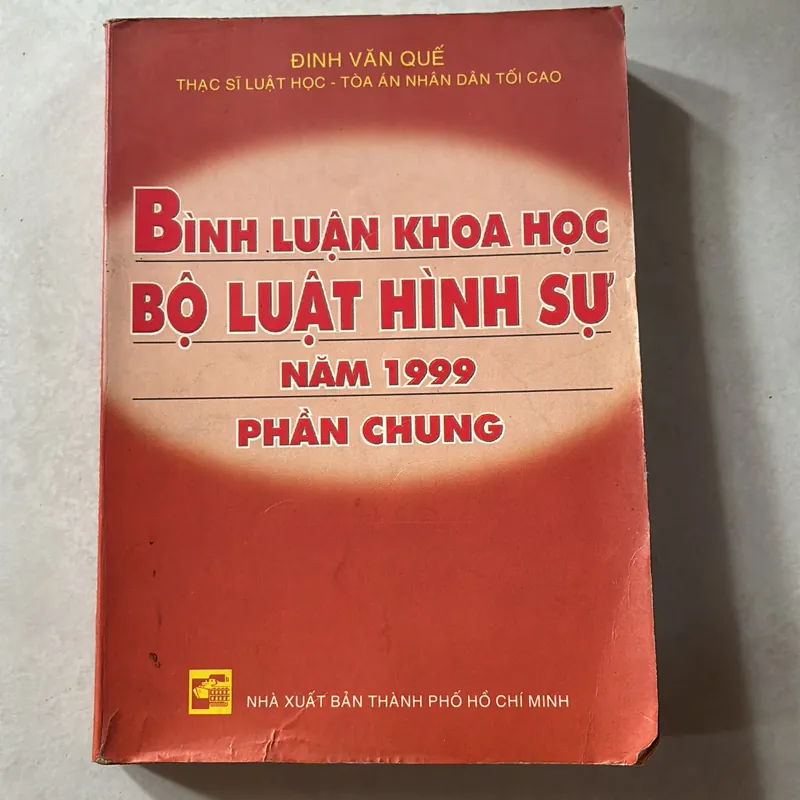 ĐINH VĂN QUẾ
THẠC SĨ LUẬT HỌC - TÒA ÁN NHÂN DÂN TỐI CAO
BÌNH LUẬN KHOA HỌC
BỘ LUẬT HÌNH SỰ
NĂM 1999
PHẦN CHUNG
NHÀ XUẤT BẢN THÀNH PHỐ HỒ CHÍ MINH